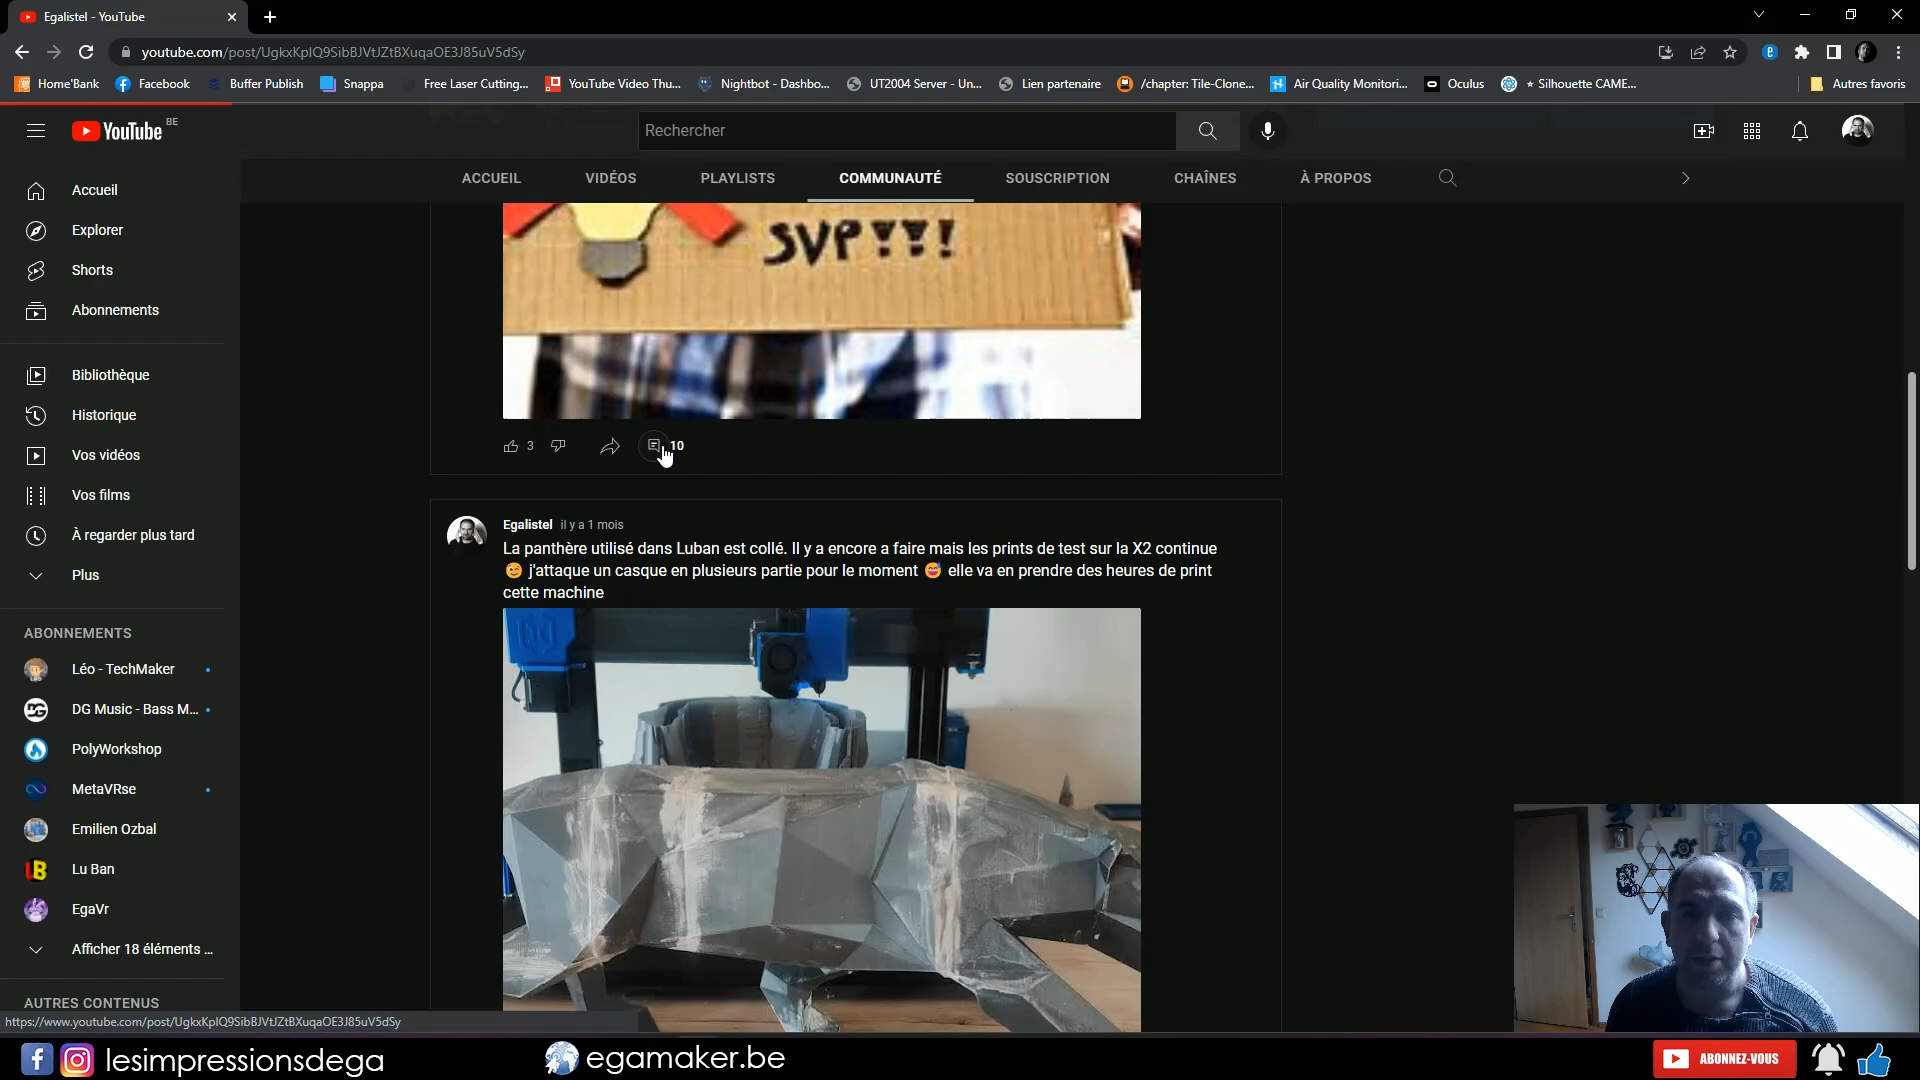 Egalistel - YouTube
youtube.com/post/UgkxKpIQ9SibBJVtJZtBXuqaOE3J85uV5dSy
Home'Bank
Facebook
Buffer Publish
Snappa
Free Laser Cutting...
YouTube Video Thu...
Nightbot - Dashbo...
UT2004 Server - Un...
Lien partenaire
/chapter: Tile-Clone...
Air Quality Monitori...
Oculus
⭑ Silhouette CAME...
Autres favoris
YouTube BE
Rechercher
ACCUEIL
VIDÉOS
PLAYLISTS
COMMUNAUTÉ
SOUSCRIPTION
CHAÎNES
À PROPOS
Accueil
Explorer
Shorts
Abonnements
Bibliothèque
Historique
Vos vidéos
Vos films
À regarder plus tard
Plus
ABONNEMENTS
Léo - TechMaker
DG Music - Bass M...
PolyWorkshop
MetaVRse
Emilien Ozbal
Lu Ban
EgaVr
Afficher 18 éléments ...
AUTRES CONTENUS
SVP!!!
3
10
Egalistel il y a 1 mois
La panthère utilisé dans Luban est collé. Il y a encore a faire mais les prints de test sur la X2 continue
😊 j'attaque un casque en plusieurs partie pour le moment 😅 elle va en prendre des heures de print
cette machine
https://www.youtube.com/post/UgkxKpIQ9SibBJVtJZtBXuqaOE3J85uV5dSy
lesimpressionsdega
egamaker.be
ABONNEZ-VOUS